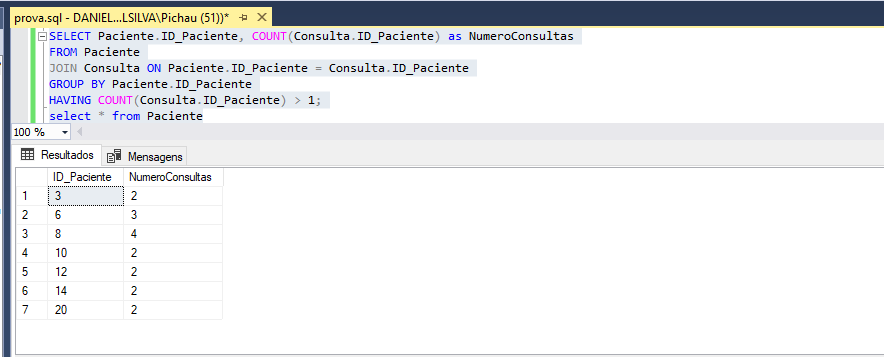 prova.sql - DANIEL...LSILVA\Pichau (51))*
SELECT Paciente.ID_Paciente, COUNT(Consulta.ID_Paciente) as NumeroConsultas
FROM Paciente
JOIN Consulta ON Paciente.ID_Paciente = Consulta.ID_Paciente
GROUP BY Paciente.ID_Paciente
HAVING COUNT(Consulta.ID_Paciente) > 1;
select * from Paciente
100 %
Resultados Mensagens
ID_Paciente NumeroConsultas
1 3 2
2 6 3
3 8 4
4 10 2
5 12 2
6 14 2
7 20 2